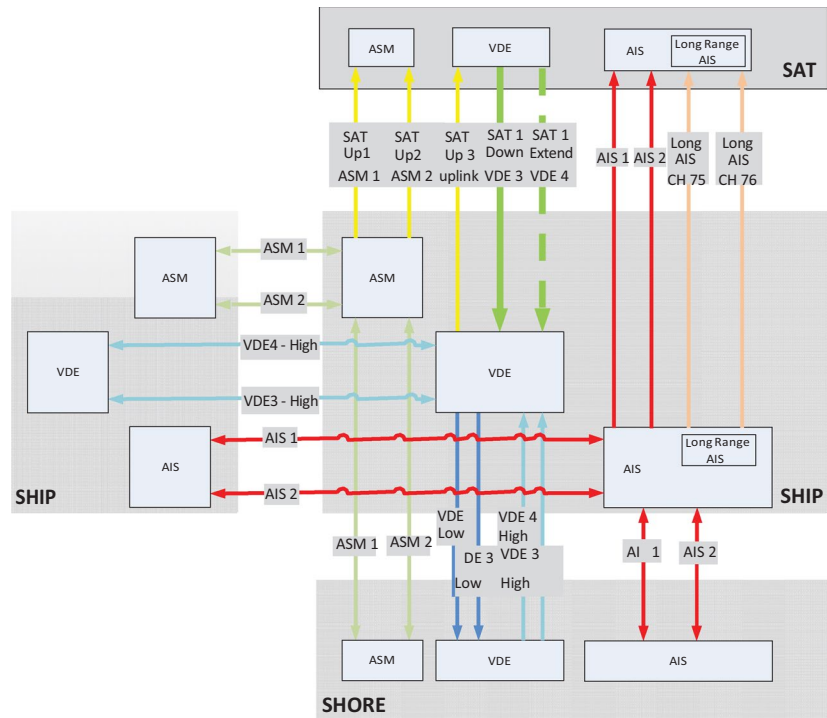 ASM
VDE
AIS
Long Range
AIS
SAT
SAT
Up1
ASM 1
SAT
Up2
ASM 2
SAT
Up 3
uplink
SAT 1
Down
VDE 3
SAT 1
Extend
VDE 4
AIS 1
AIS 2
Long
AIS
CH 75
Long
AIS
CH 76
ASM
ASM 1
ASM 2
ASM
VDE
VDE4 - High
VDE3 - High
VDE
AIS
AIS 1
AIS 2
AIS
Long Range
AIS
SHIP
SHIP
ASM 1
ASM 2
VDE
Low
DE 3
Low
VDE 4
High
VDE 3
High
AI 1
AIS 2
ASM
VDE
AIS
SHORE